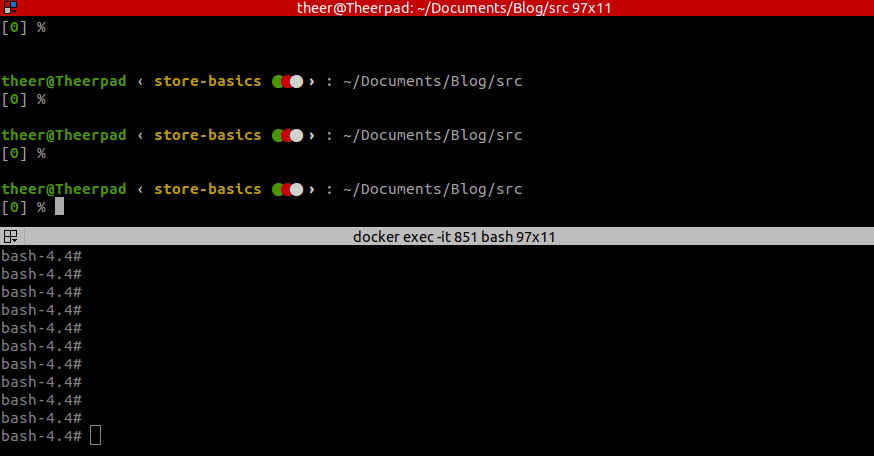 theer@Theerpad: ~/Documents/Blog/src 97x11
[0] %
theer@Theerpad ‹ store-basics › : ~/Documents/Blog/src
[0] %
theer@Theerpad ‹ store-basics › : ~/Documents/Blog/src
[0] %
theer@Theerpad ‹ store-basics › : ~/Documents/Blog/src
[0] %
docker exec -it 851 bash 97x11
bash-4.4#
bash-4.4#
bash-4.4#
bash-4.4#
bash-4.4#
bash-4.4#
bash-4.4#
bash-4.4#
bash-4.4#
bash-4.4#
bash-4.4#